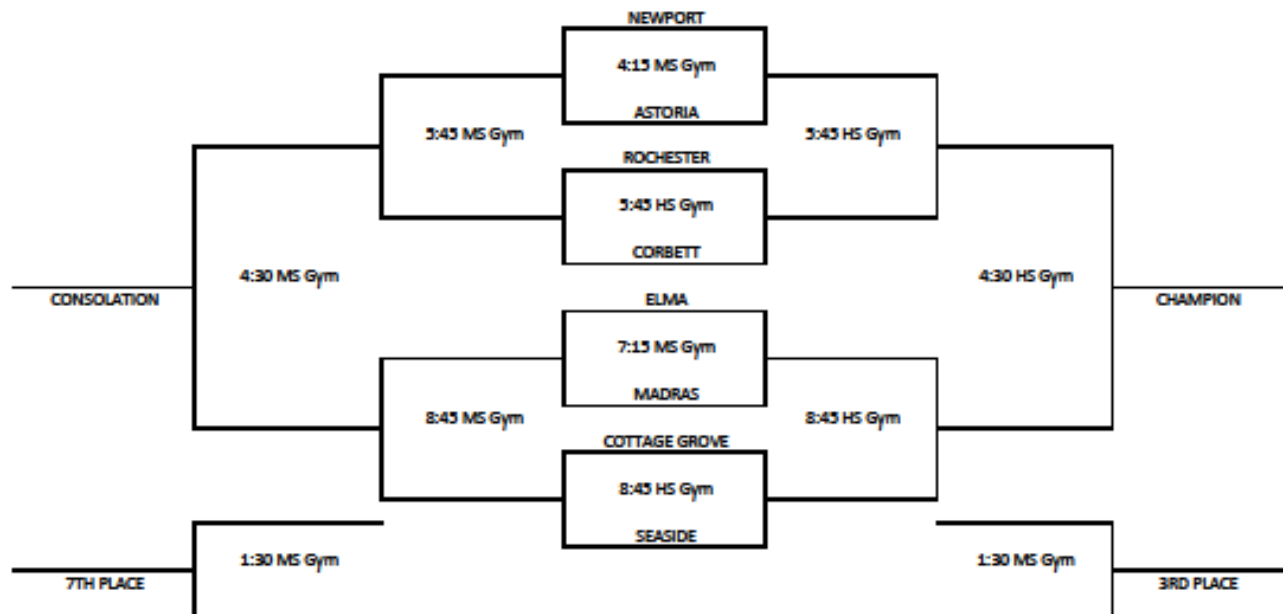 NEWPORT
4:15 MS Gym
ASTORIA
5:45 MS Gym
5:45 HS Gym
ROCHESTER
5:45 HS Gym
CORBETT
4:30 MS Gym
4:30 HS Gym
CONSOLATION
ELMA
CHAMPION
7:15 MS Gym
MADRAS
8:45 MS Gym
8:45 HS Gym
COTTAGE GROVE
8:45 HS Gym
SEASIDE
1:30 MS Gym
1:30 MS Gym
7TH PLACE
3RD PLACE